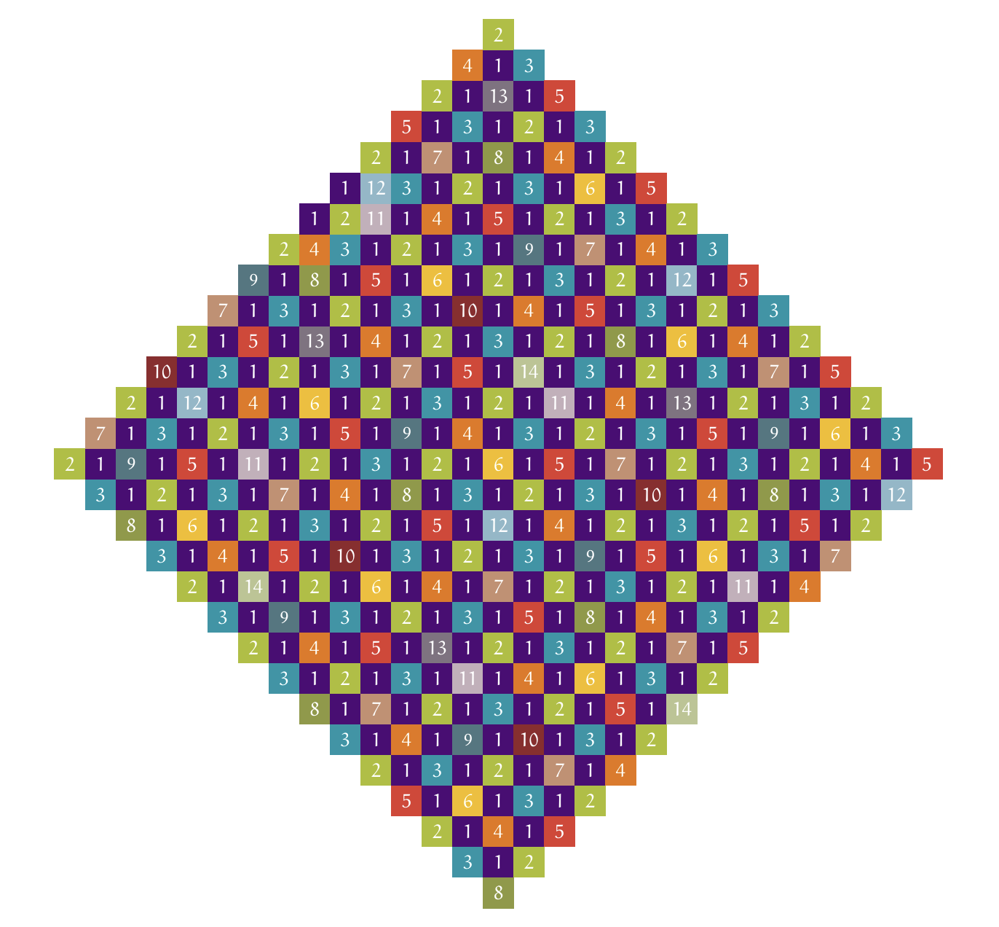 2
4 1 3
2 1 13 1 5
5 1 3 1 2 1 3
2 1 7 1 8 1 4 1 2
1 12 3 1 2 1 3 1 6 1 5
1 2 11 1 4 1 5 1 2 1 3 1 2
2 4 3 1 2 1 3 1 9 1 7 1 4 1 3
9 1 8 1 5 1 6 1 2 1 3 1 2 1 12 1 5
7 1 3 1 2 1 3 1 10 1 4 1 5 1 3 1 2 1 3
2 1 5 1 13 1 4 1 2 1 3 1 2 1 8 1 6 1 4 1 2
10 1 3 1 2 1 3 1 7 1 5 1 14 1 3 1 2 1 3 1 7 1 5
2 1 12 1 4 1 6 1 2 1 3 1 2 1 11 1 4 1 13 1 2 1 3 1 2
7 1 3 1 2 1 3 1 5 1 9 1 4 1 3 1 2 1 3 1 5 1 9 1 6 1 3
2 1 9 1 5 1 11 1 2 1 3 1 2 1 6 1 5 1 7 1 2 1 3 1 2 1 4 1 5
3 1 2 1 3 1 7 1 4 1 8 1 3 1 2 1 3 1 10 1 4 1 8 1 3 1 12
8 1 6 1 2 1 3 1 2 1 5 1 12 1 4 1 2 1 3 1 2 1 5 1 2
3 1 4 1 5 1 10 1 3 1 2 1 3 1 9 1 5 1 6 1 3 1 7
2 1 14 1 2 1 6 1 4 1 7 1 2 1 3 1 2 1 11 1 4
3 1 9 1 3 1 2 1 3 1 5 1 8 1 4 1 3 1 2
2 1 4 1 5 1 13 1 2 1 3 1 2 1 7 1 5
3 1 2 1 3 1 11 1 4 1 6 1 3 1 2
8 1 7 1 2 1 3 1 2 1 5 1 14
3 1 4 1 9 1 10 1 3 1 2
2 1 3 1 2 1 7 1 4
5 1 6 1 3 1 2
2 1 4 1 5
3 1 2
8